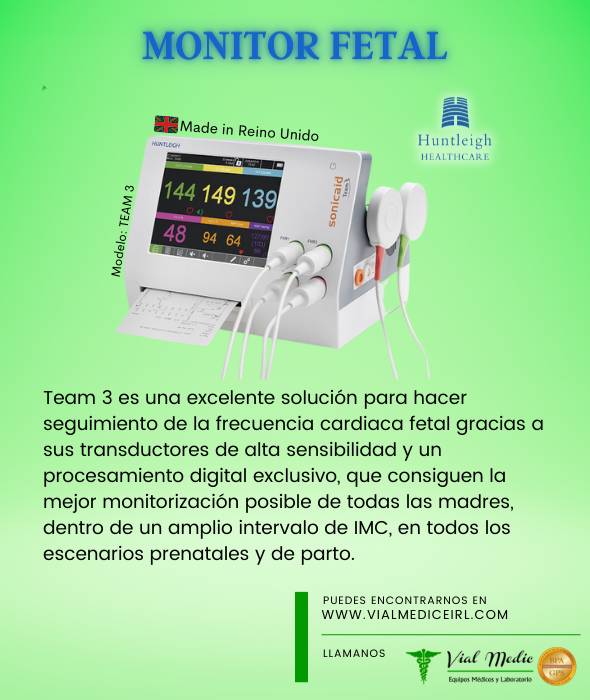 MONITOR FETAL
Made in Reino Unido
Huntleigh
HEALTHCARE
HUNTLEIGH
Modelo: TEAM 3
sonicaid
Team3
144 149 139
48 94 64
Team 3 es una excelente solución para hacer
seguimiento de la frecuencia cardiaca fetal gracias a
sus transductores de alta sensibilidad y un
procesamiento digital exclusivo, que consiguen la
mejor monitorización posible de todas las madres,
dentro de un amplio intervalo de IMC, en todos los
escenarios prenatales y de parto.
PUEDES ENCONTRARNOS EN
WWW.VIALMEDICEIRL.COM
LLAMANOS
Vial Medic
Equipos Médicos y Laboratorio
BPA
GPS